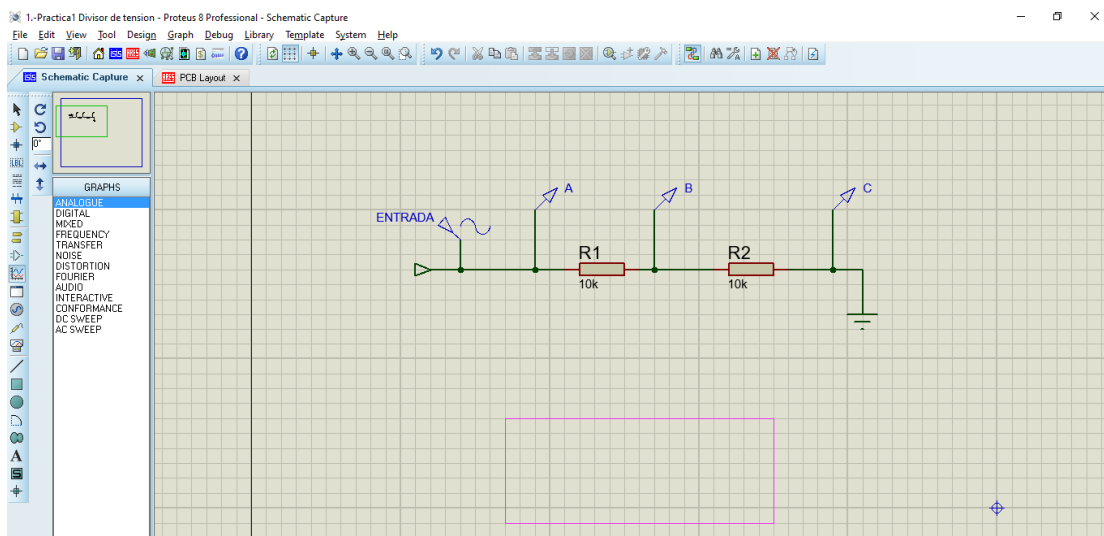 1.-Practica1 Divisor de tension - Proteus 8 Professional - Schematic Capture
File Edit View Tool Design Graph Debug Library Template System Help
Schematic Capture
PCB Layout
0°
LBL
GRAPHS
ANALOGUE
DIGITAL
MIXED
FREQUENCY
TRANSFER
NOISE
DISTORTION
FOURIER
AUDIO
INTERACTIVE
CONFORMANCE
DC SWEEP
AC SWEEP
A
S
A
B
C
ENTRADA
R1
R2
10k
10k